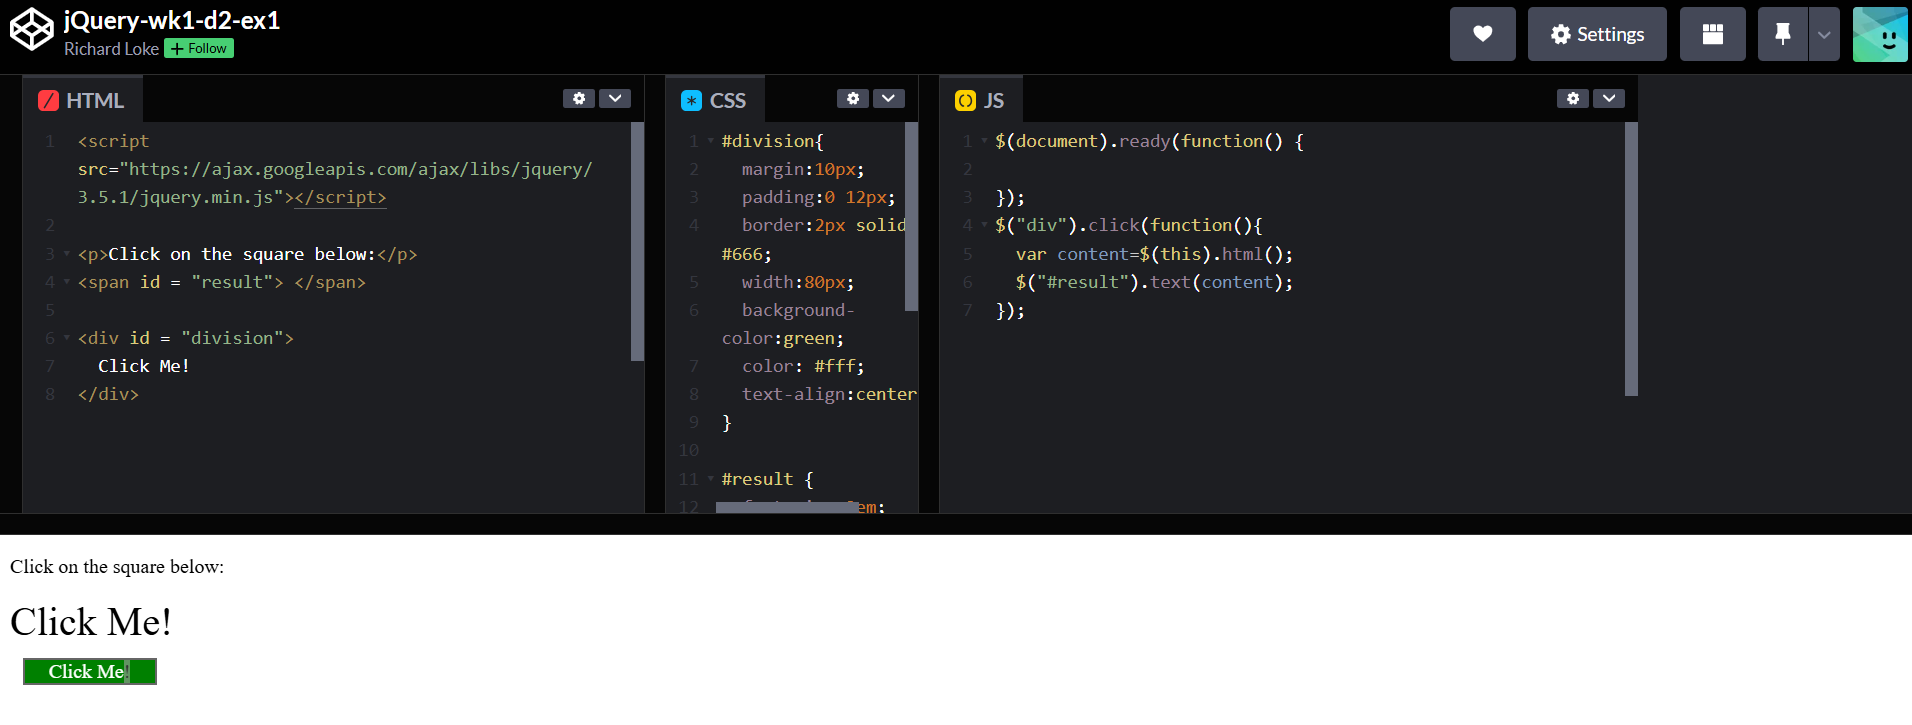 jQuery-wk1-d2-ex1
Richard Loke + Follow
Settings
HTML
1 <script
src="https://ajax.googleapis.com/ajax/libs/jquery/
3.5.1/jquery.min.js"></script>
2
3 <p>Click on the square below:</p>
4 <span id = "result"> </span>
5
6 <div id = "division">
7 Click Me!
8 </div>
CSS
1 #division{
2 margin:10px;
3 padding:0 12px;
4 border:2px solid
#666;
5 width:80px;
6 background-
color:green;
7 color: #fff;
8 text-align:center
9 }
10
11 #result {
12 em;
JS
1 $(document).ready(function() {
2
3 });
4 $("div").click(function(){
5 var content=$(this).html();
6 $("#result").text(content);
7 });
Click on the square below:
Click Me!
Click Me!